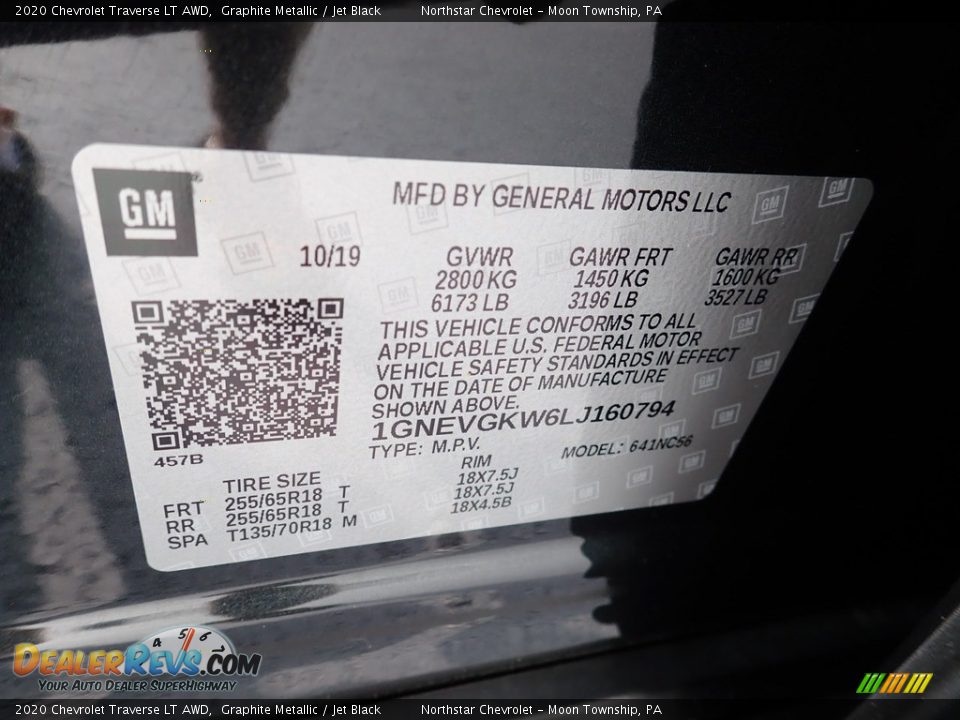 2020 Chevrolet Traverse LT AWD,  Graphite Metallic / Jet Black          Northstar Chevrolet – Moon Township, PA
GM®
MFD BY GENERAL MOTORS LLC
10/19 GVWR GAWR FRT GAWR RR
2800 KG 1450 KG 1600 KG
6173 LB 3196 LB 3527 LB
THIS VEHICLE CONFORMS TO ALL
APPLICABLE U.S. FEDERAL MOTOR
VEHICLE SAFETY STANDARDS IN EFFECT
ON THE DATE OF MANUFACTURE
SHOWN ABOVE.
1GNEVGKW6LJ160794
TYPE: M.P.V. MODEL: 641NC56
457B
TIRE SIZE RIM
FRT 255/65R18 T 18X7.5J
RR 255/65R18 T 18X7.5J
SPA T135/70R18 M 18X4.5B
4 5 6
DEALERREVS.COM
YOUR AUTO DEALER SUPERHIGHWAY
2020 Chevrolet Traverse LT AWD,  Graphite Metallic / Jet Black          Northstar Chevrolet – Moon Township, PA